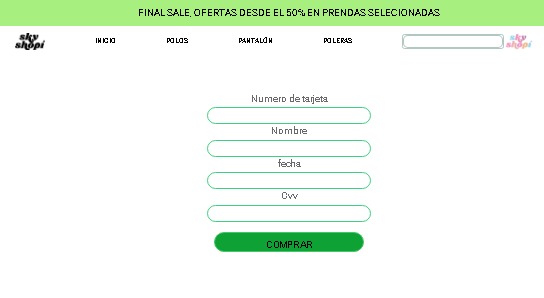 FINAL SALE, OFERTAS DESDE EL 50% EN PRENDAS SELECIONADAS
sky shopi
INICIO POLOS PANTALÓN POLERAS
sky shopi
Numero de tarjeta
Nombre
fecha
Cvv
COMPRAR